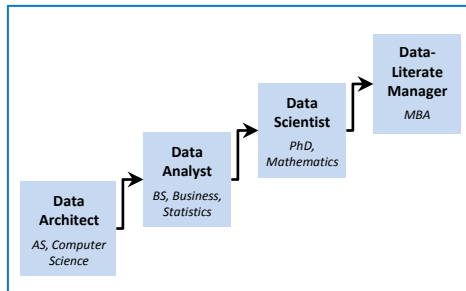 Data
Architect
AS, Computer
Science
Data
Analyst
BS, Business,
Statistics
Data
Scientist
PhD,
Mathematics
Data-
Literate
Manager
MBA